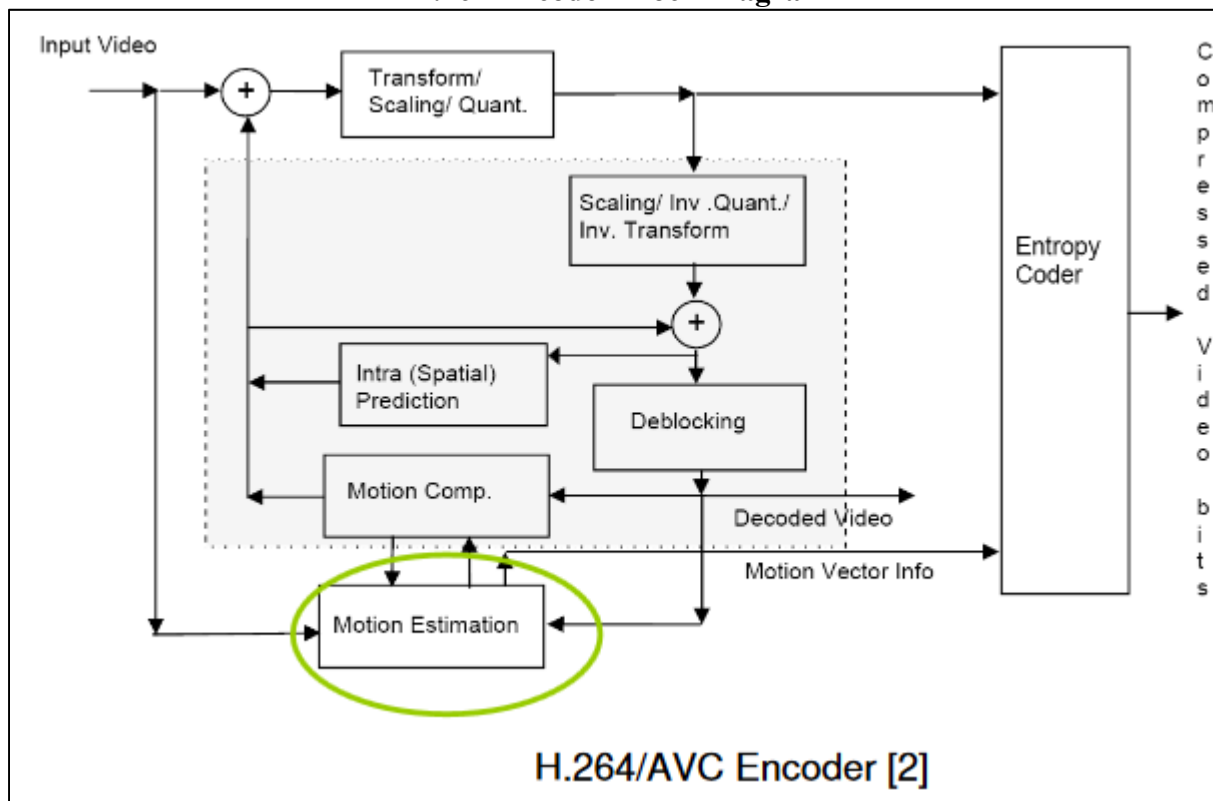 Input Video
+
Transform/
Scaling/ Quant.
Scaling/ Inv .Quant./
Inv. Transform
+
Entropy
Coder
Compressed Video bits
Intra (Spatial)
Prediction
Deblocking
Motion Comp.
Decoded Video
Motion Vector Info
Motion Estimation
H.264/AVC Encoder [2]